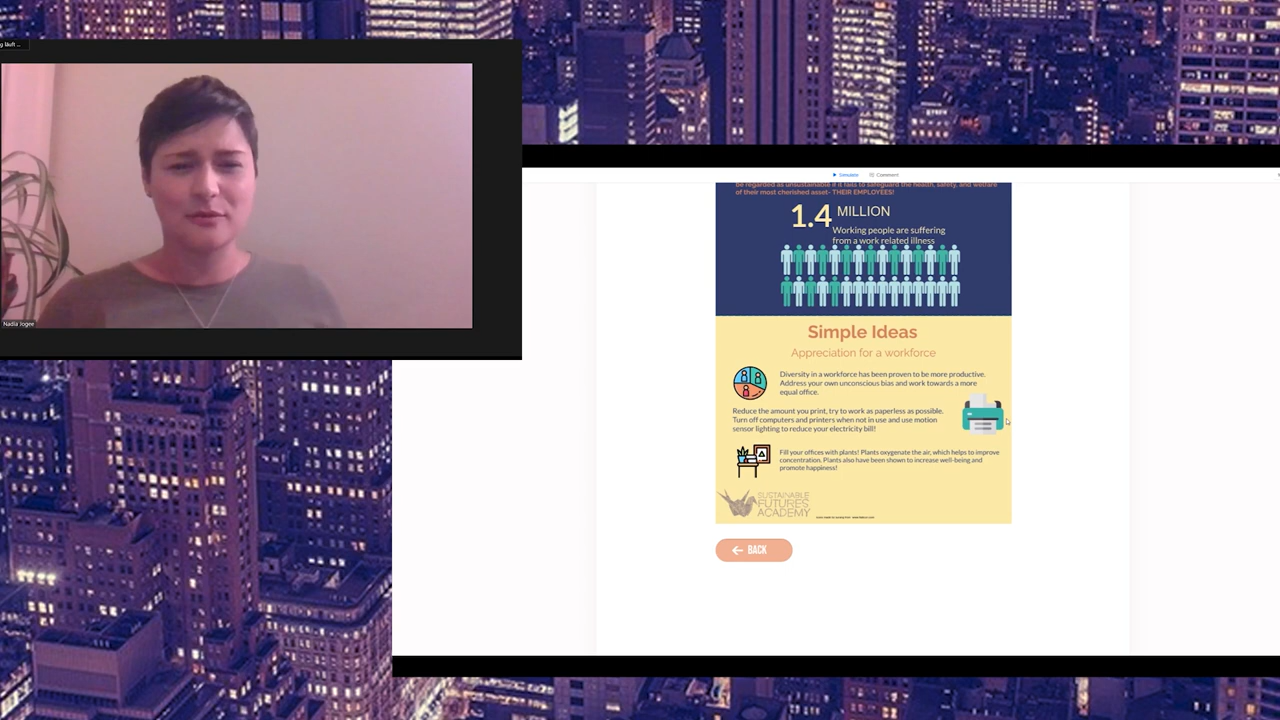 g läuft ...
Nadia Jogee
Simulate
Comment
be regarded as unsustainable if it fails to safeguard the health, safety, and welfare
of their most cherished asset- THEIR EMPLOYEES!
1.4 MILLION
Working people are suffering
from a work related illness
Simple Ideas
Appreciation for a workforce
Diversity in a workforce has been proven to be more productive.
Address your own unconscious bias and work towards a more
equal office.
Reduce the amount you print, try to work as paperless as possible.
Turn off computers and printers when not in use and use motion
sensor lighting to reduce your electricity bill!
Fill your offices with plants! Plants oxygenate the air, which helps to improve
concentration. Plants also have been shown to increase well-being and
promote happiness!
SUSTAINABLE
FUTURES
ACADEMY
BACK